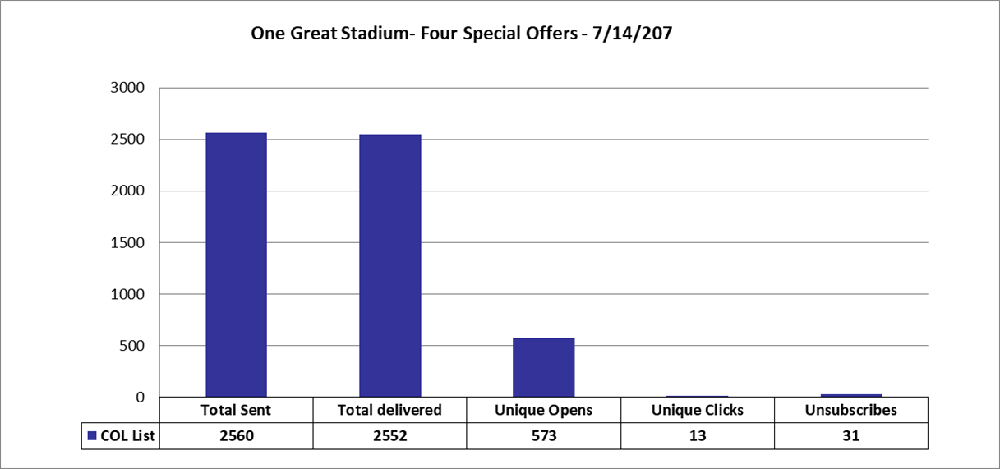 One Great Stadium- Four Special Offers - 7/14/207
3000
2500
2000
1500
1000
500
0
Total Sent Total delivered Unique Opens Unique Clicks Unsubscribes
COL List 2560 2552 573 13 31